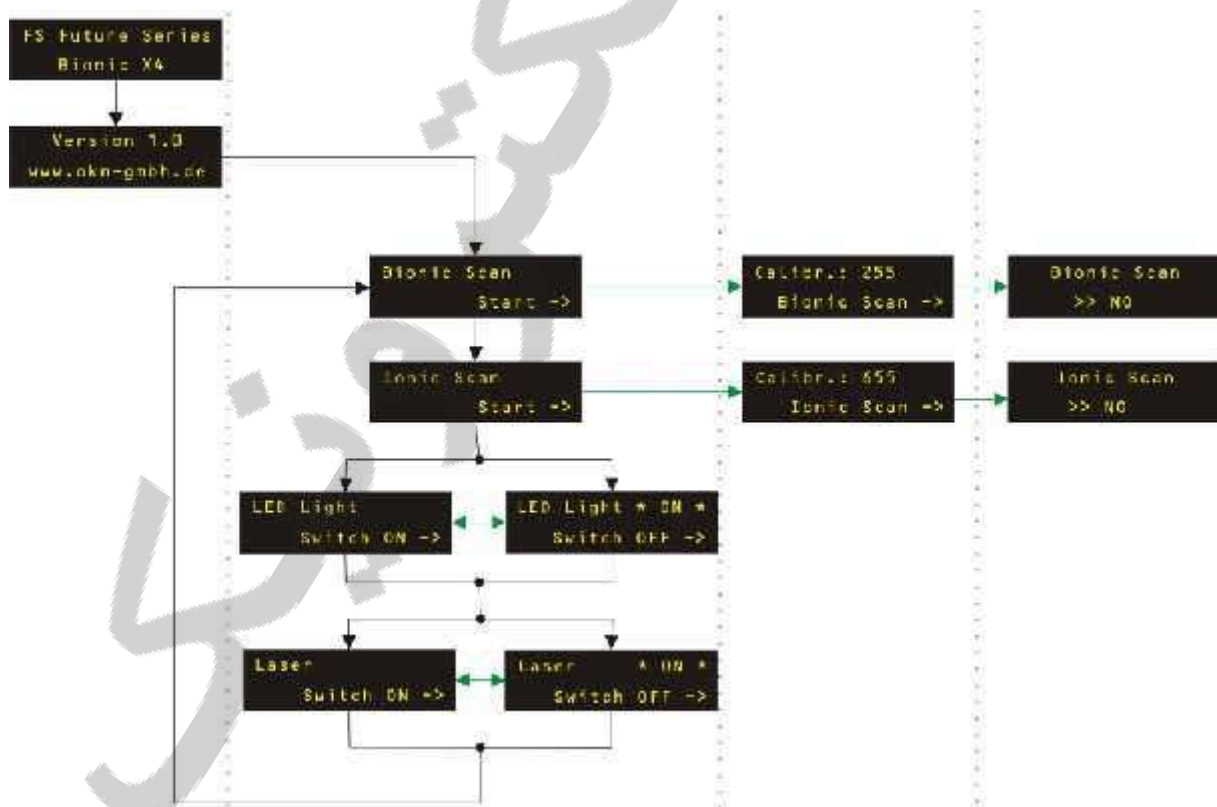 FS Future Series
Bionic X4
Version 1.0
www.okm-gmbh.de
Bionic Scan
Start ->
Calibr.: 255
Bionic Scan ->
Bionic Scan
>> NO
Ionic Scan
Start ->
Calibr.: 655
Ionic Scan ->
Ionic Scan
>> NO
LED Light
Switch ON ->
LED Light * ON *
Switch OFF ->
Laser
Switch ON ->
Laser * ON *
Switch OFF ->